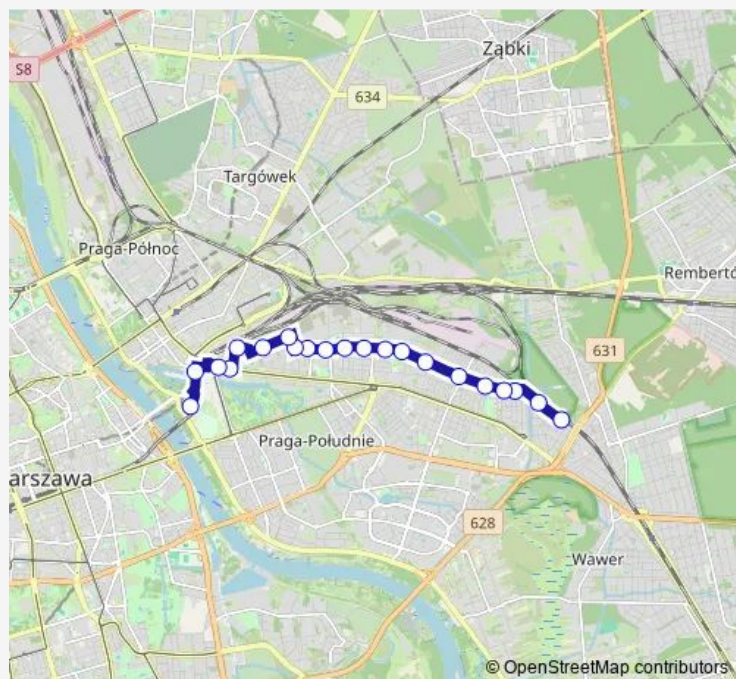 Ząbki
S8
634
Targówek
Praga-Północ
Rembertó
631
Praga-Południe
arszawa
628
Wawer
© OpenStreetMap contributors